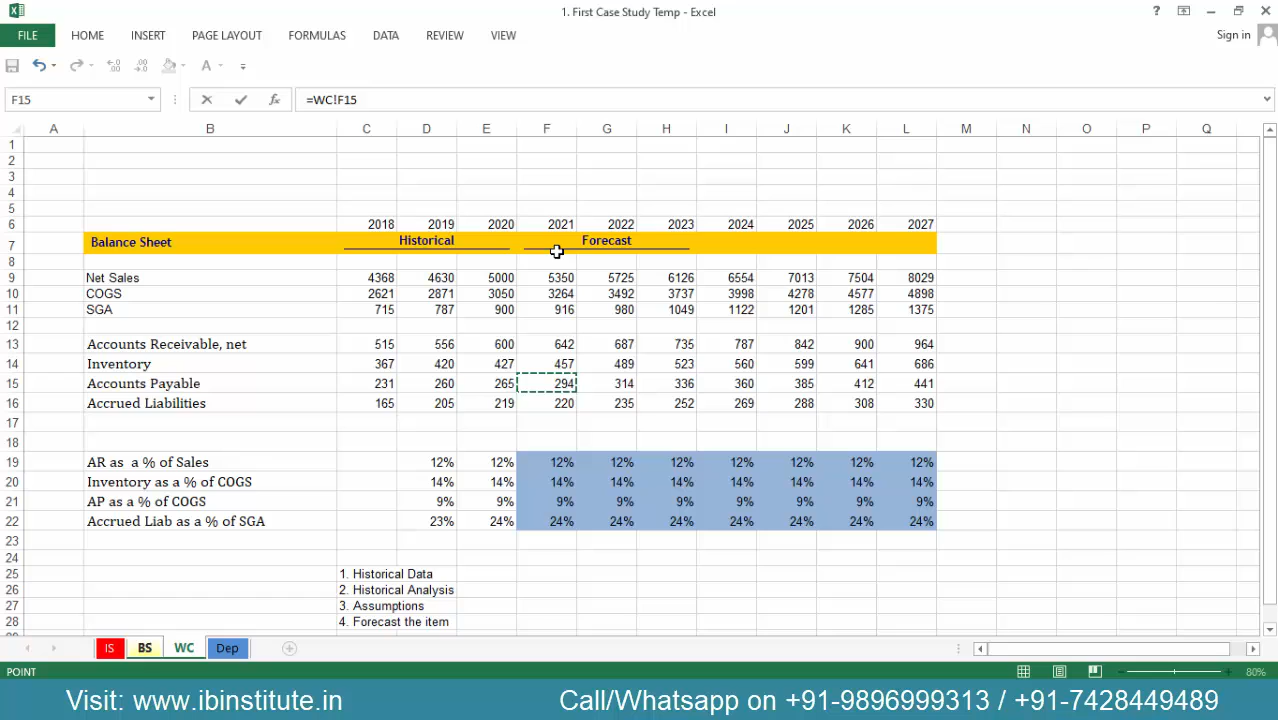 1. First Case Study Temp - Excel
FILE HOME INSERT PAGE LAYOUT FORMULAS DATA REVIEW VIEW Sign in
F15 =WC!F15
A B C D E F G H I J K L M N O P Q
1
2
3
4
5
6 2018 2019 2020 2021 2022 2023 2024 2025 2026 2027
7 Balance Sheet Historical Forecast
8
9 Net Sales 4368 4630 5000 5350 5725 6126 6554 7013 7504 8029
10 COGS 2621 2871 3050 3264 3492 3737 3998 4278 4577 4898
11 SGA 715 787 900 916 980 1049 1122 1201 1285 1375
12
13 Accounts Receivable, net 515 556 600 642 687 735 787 842 900 964
14 Inventory 367 420 427 457 489 523 560 599 641 686
15 Accounts Payable 231 260 265 294 314 336 360 385 412 441
16 Accrued Liabilities 165 205 219 220 235 252 269 288 308 330
17
18
19 AR as a % of Sales 12% 12% 12% 12% 12% 12% 12% 12% 12%
20 Inventory as a % of COGS 14% 14% 14% 14% 14% 14% 14% 14% 14%
21 AP as a % of COGS 9% 9% 9% 9% 9% 9% 9% 9% 9%
22 Accrued Liab as a % of SGA 23% 24% 24% 24% 24% 24% 24% 24% 24%
23
24
25 1. Historical Data
26 2. Historical Analysis
27 3. Assumptions
28 4. Forecast the item
IS BS WC Dep
POINT 80%
Visit: www.ibinstitute.in Call/Whatsapp on +91-9896999313 / +91-7428449489